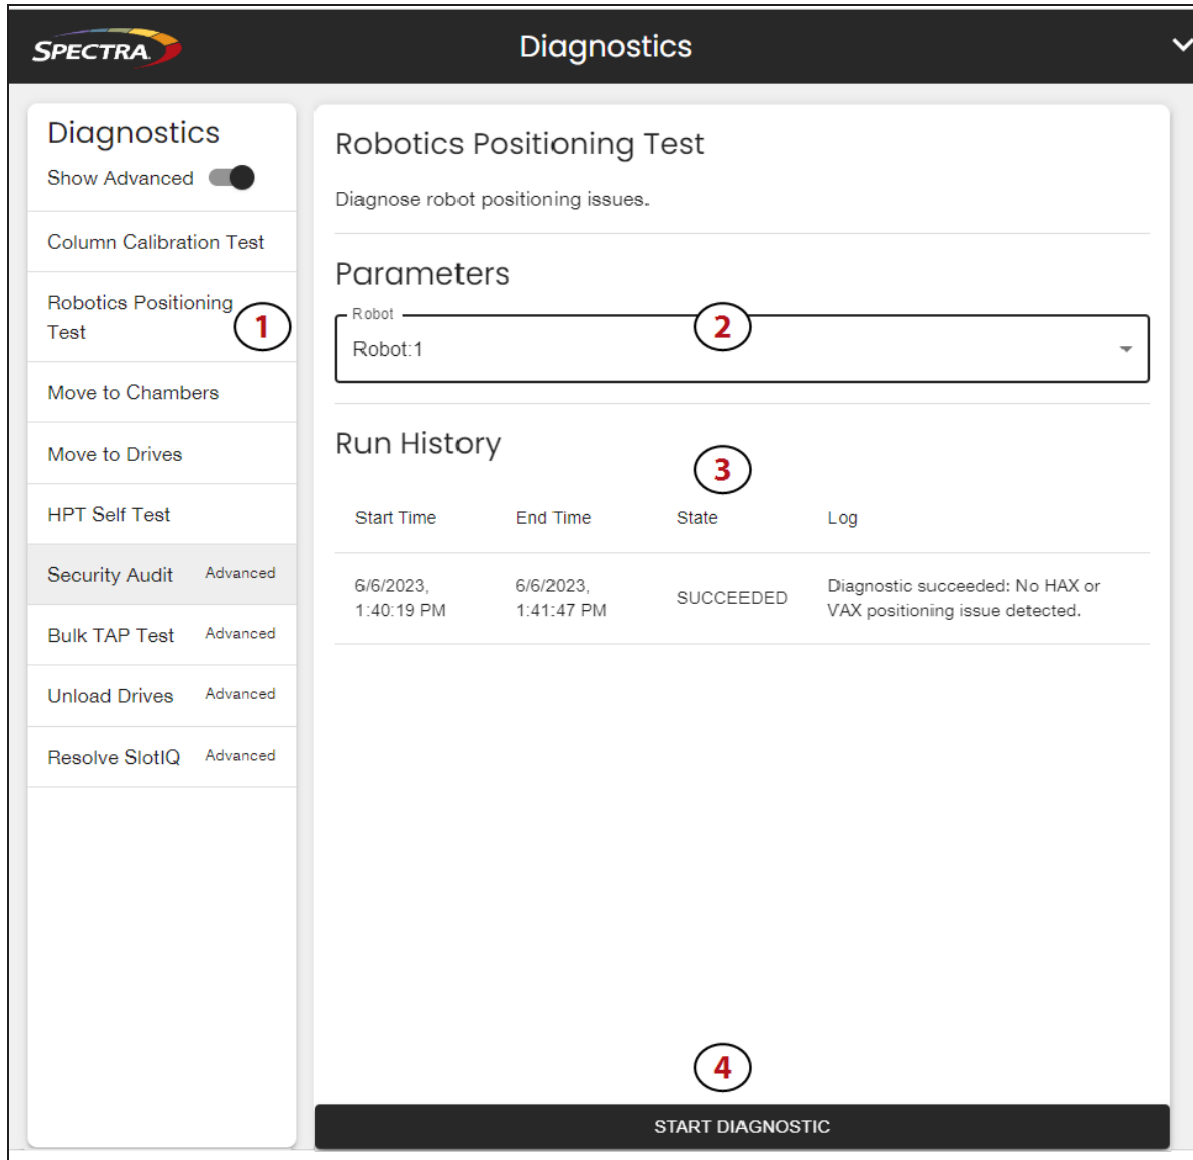 SPECTRA
Diagnostics
Diagnostics
Show Advanced
Column Calibration Test
Robotics Positioning
Test
1
Move to Chambers
Move to Drives
HPT Self Test
Security Audit Advanced
Bulk TAP Test Advanced
Unload Drives Advanced
Resolve SlotIQ Advanced
Robotics Positioning Test
Diagnose robot positioning issues.
Parameters
Robot
2
Robot:1
Run History
3
Start Time End Time State Log
6/6/2023, 6/6/2023, Diagnostic succeeded: No HAX or
1:40:19 PM 1:41:47 PM SUCCEEDED VAX positioning issue detected.
4
START DIAGNOSTIC